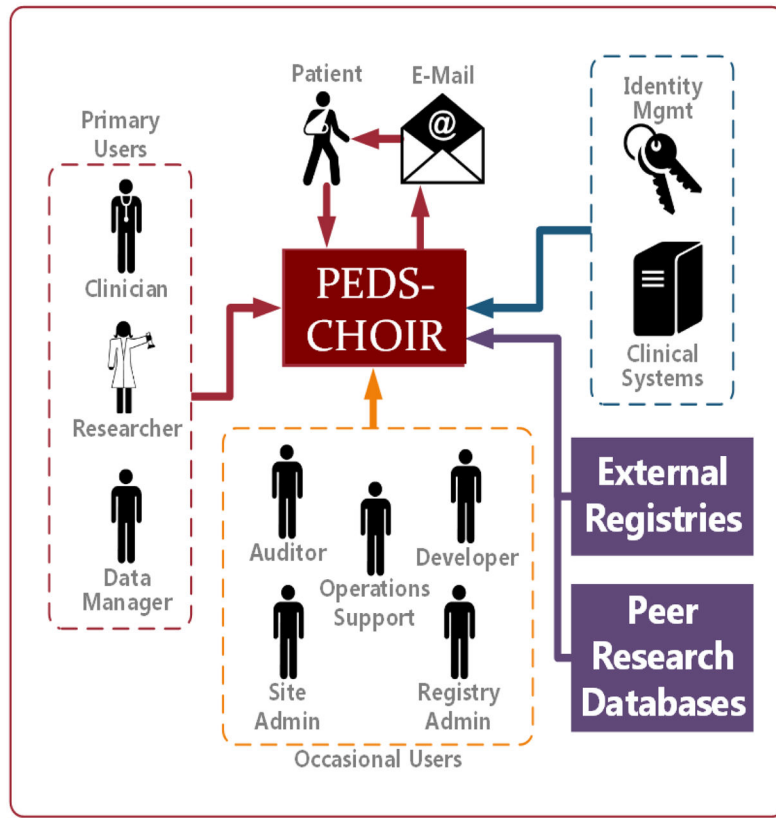 Patient
E-Mail
@
Identity
Mgmt
Primary
Users
Clinician
Researcher
Data
Manager
PEDS-
CHOIR
Clinical
Systems
External
Registries
Peer
Research
Databases
Auditor
Developer
Operations
Support
Site
Admin
Registry
Admin
Occasional Users